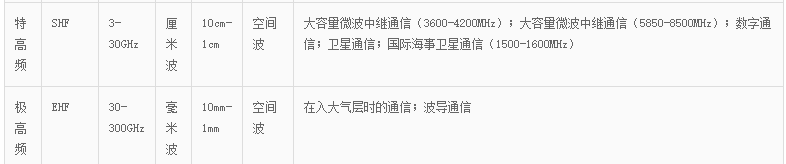 特高频 SHF 3-30GHz 厘米波 10cm-1cm 空间波 大容量微波中继通信（3600-4200MHz）；大容量微波中继通信（5850-8500MHz）；数字通信；卫星通信；国际海事卫星通信（1500-1600MHz）
极高频 EHF 30-300GHz 毫米波 10mm-1mm 空间波 在入大气层时的通信；波导通信